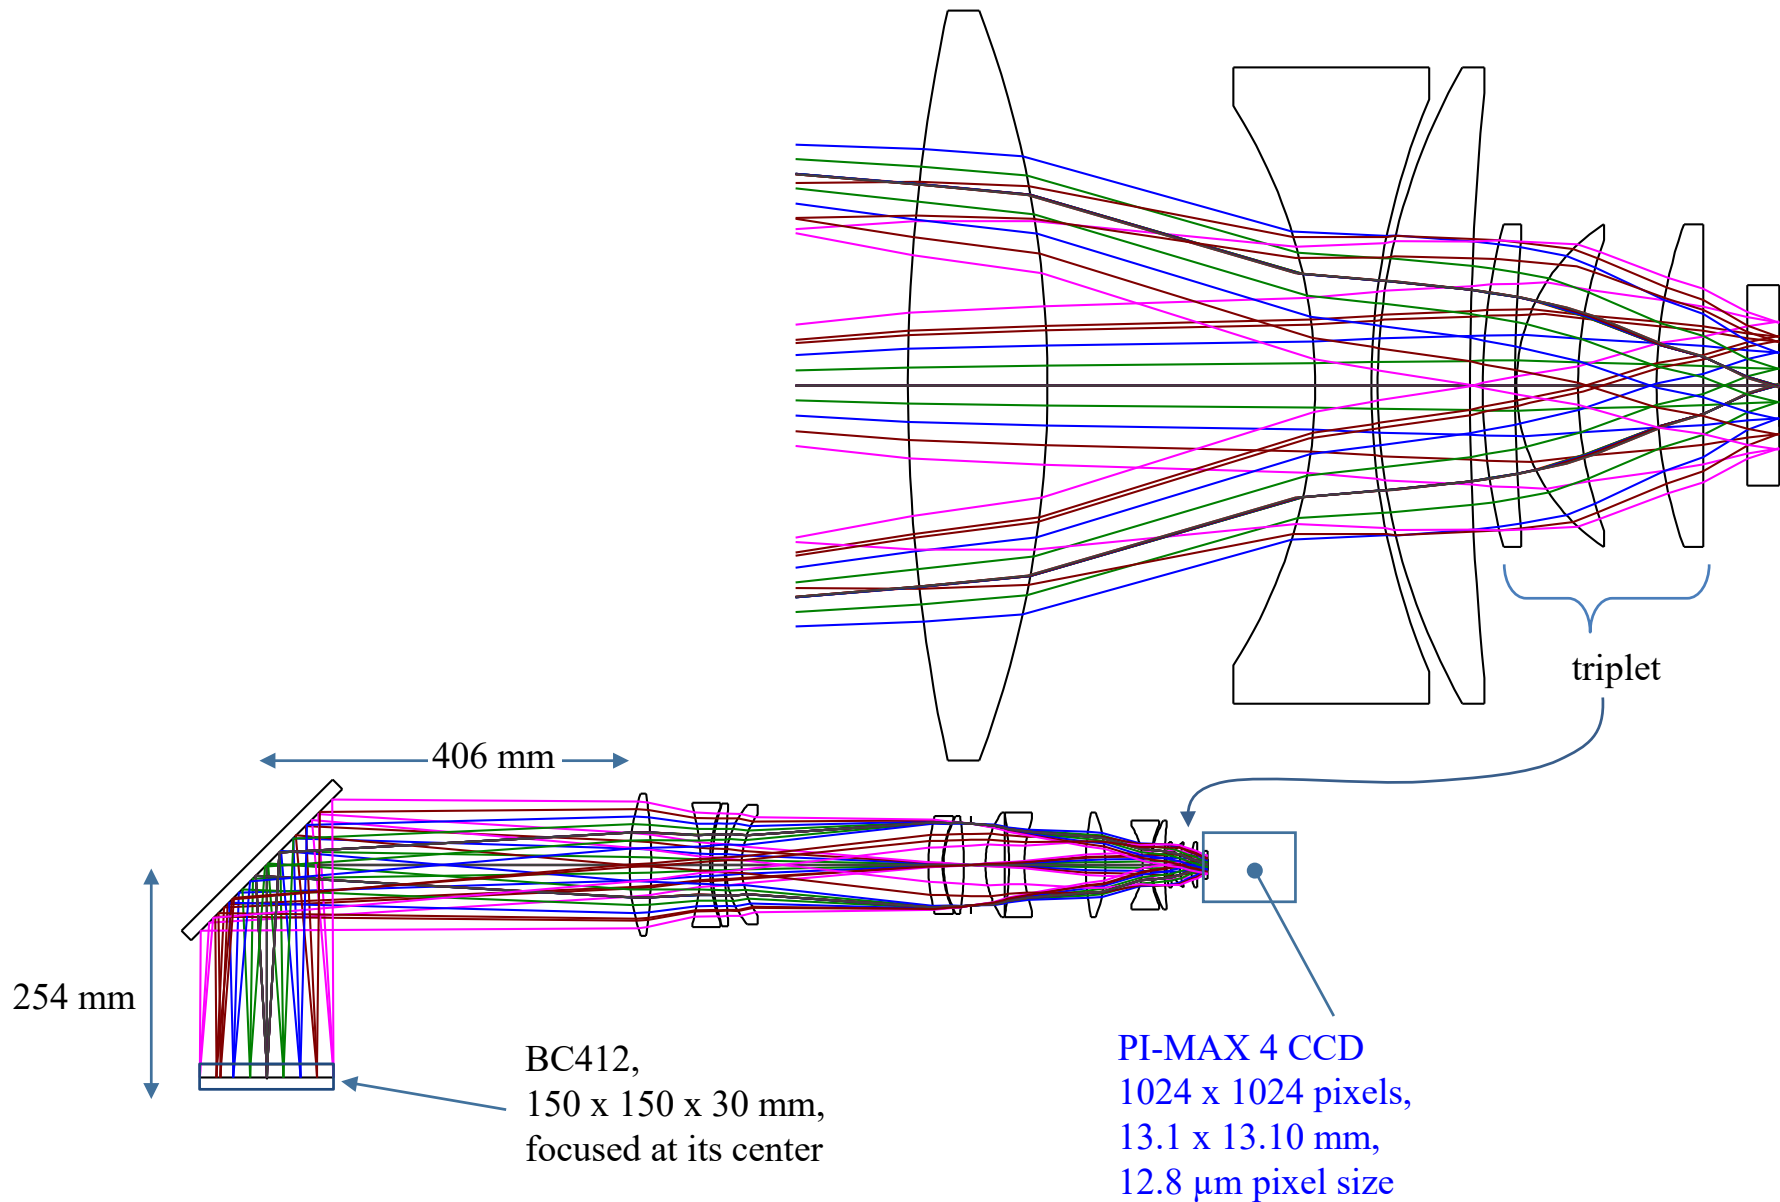 triplet
406 mm
254 mm
BC412,
150 x 150 x 30 mm,
focused at its center
PI-MAX 4 CCD
1024 x 1024 pixels,
13.1 x 13.10 mm,
12.8 µm pixel size